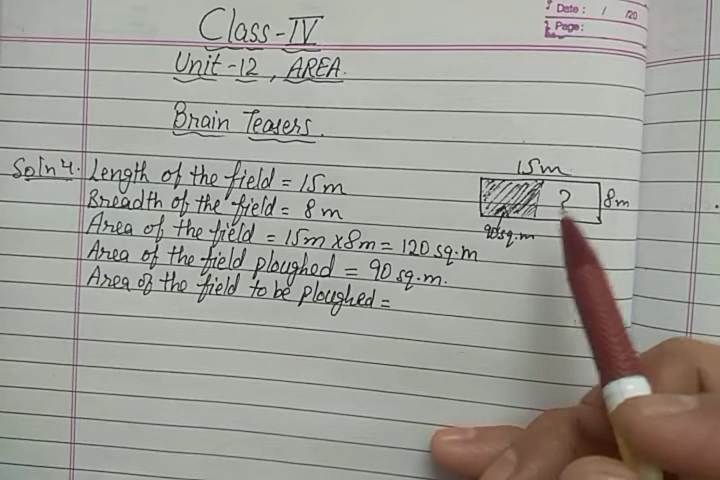 Date: / /20
Page:
Class-IV
Unit-12, AREA.
Brain Teasers.
Soln 4. Length of the field = 15m
Breadth of the field = 8m
Area of the field = 15m x 8m = 120 sq.m
Area of the field ploughed = 90 sq.m.
Area of the field to be ploughed =
15m
?
8m
90sq.m